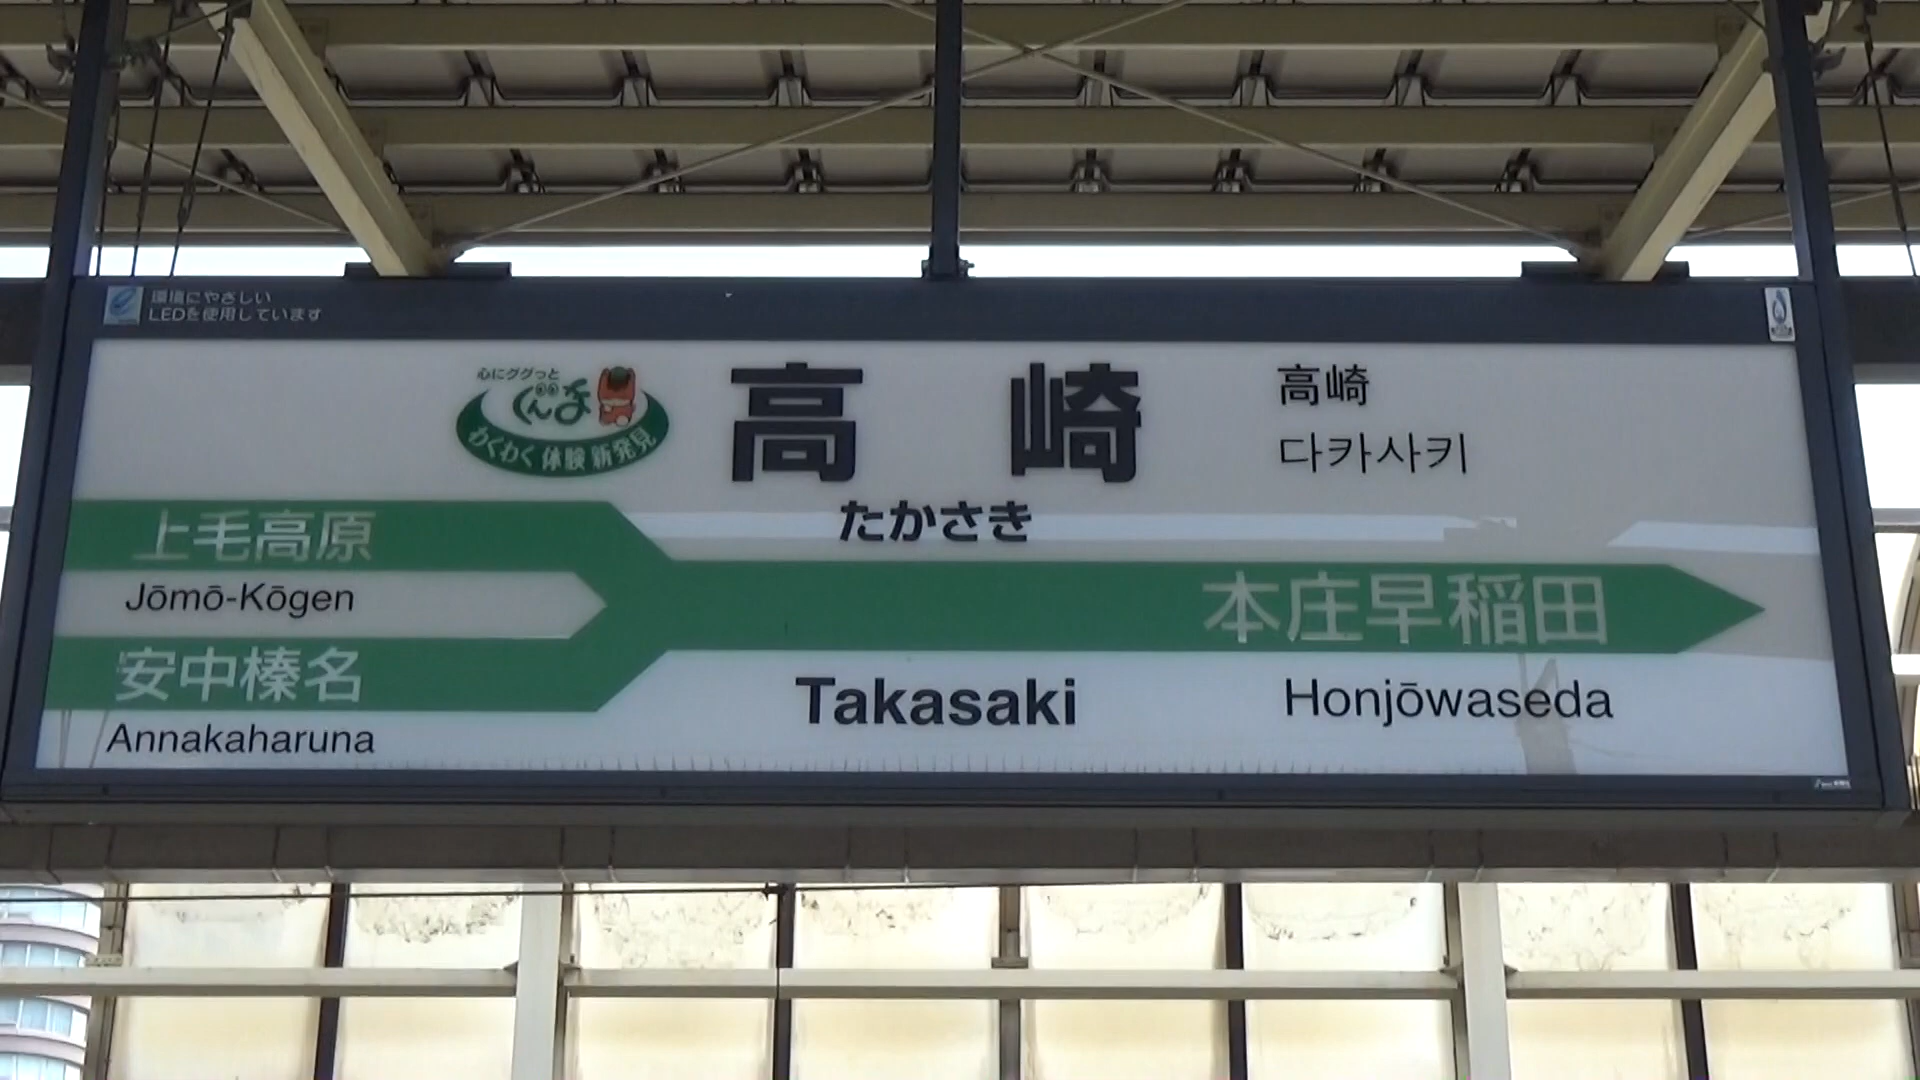 環境にやさしい
LEDを使用しています
心にググっと
ぐんま
わくわく 体験 新発見
高崎
高崎
다카사키
たかさき
上毛高原
Jōmō-Kōgen
本庄早稲田
安中榛名
Takasaki
Honjōwaseda
Annakaharuna